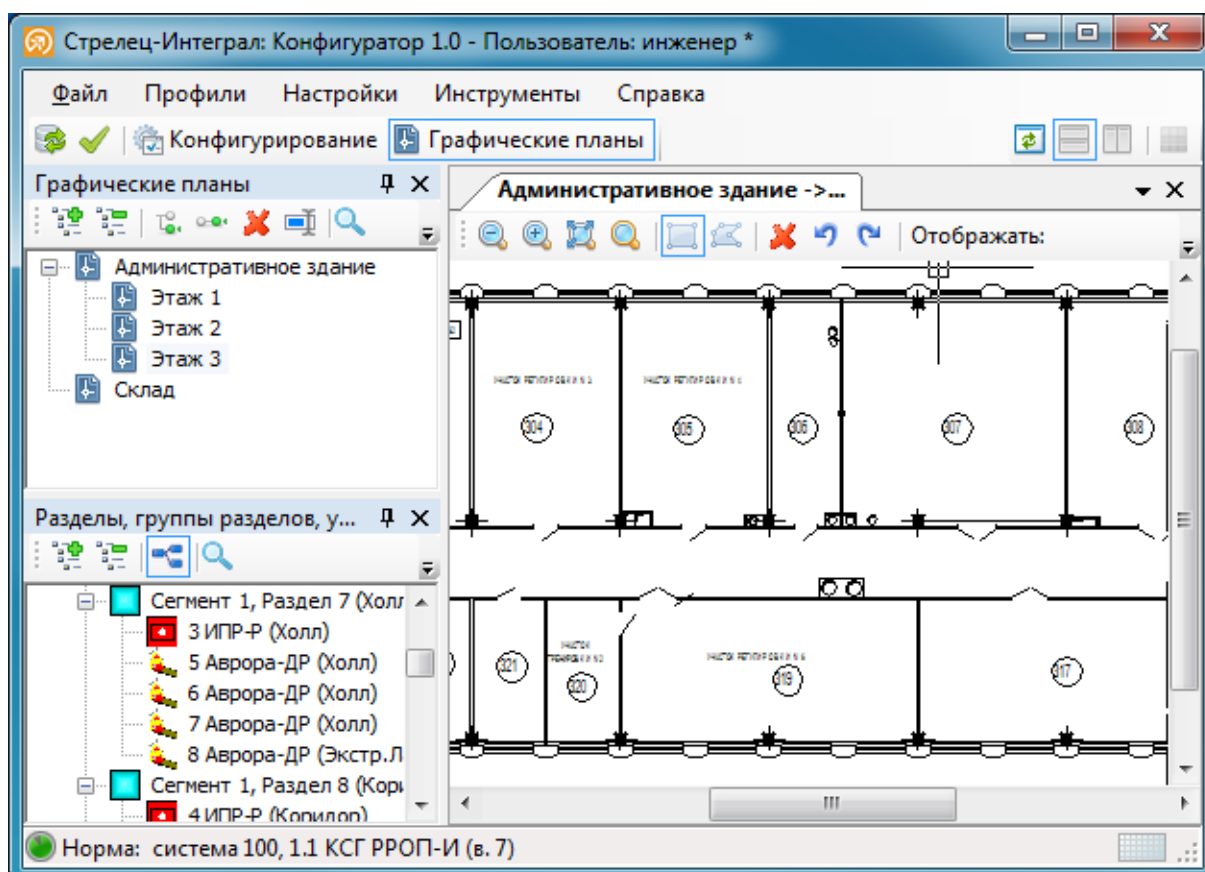 Стрелец-Интеграл: Конфигуратор 1.0 - Пользователь: инженер *
Файл Профили Настройки Инструменты Справка
Конфигурирование Графические планы
Графические планы
Административное здание
Этаж 1
Этаж 2
Этаж 3
Склад
Разделы, группы разделов, у...
Сегмент 1, Раздел 7 (Холл
3 ИПР-Р (Холл)
5 Аврора-ДР (Холл)
6 Аврора-ДР (Холл)
7 Аврора-ДР (Холл)
8 Аврора-ДР (Экстр.Л
Сегмент 1, Раздел 8 (Кори
4 ИПР-Р (Коридор)
Административное здание ->...
Отображать:
304 305 306 307 308
321 320 319 317
Норма: система 100, 1.1 КСГ РРОП-И (в. 7)